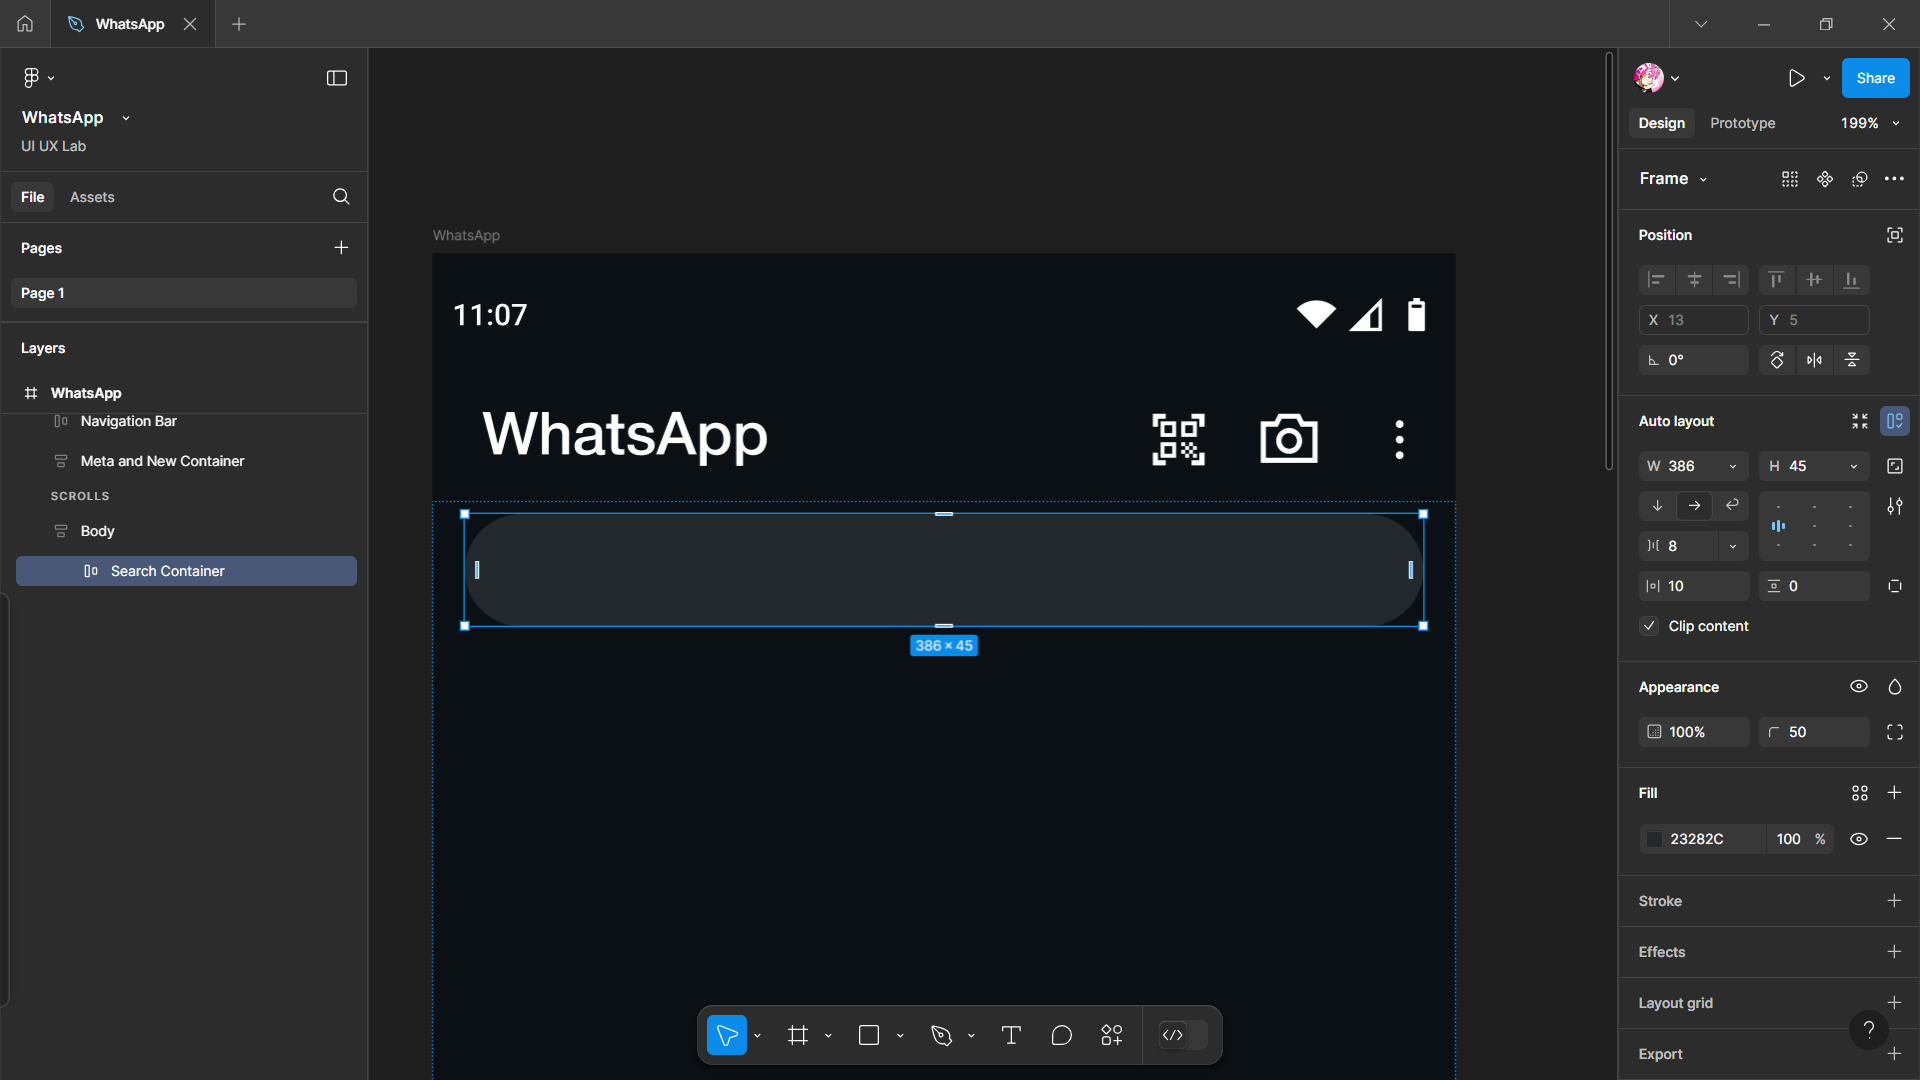 WhatsApp
WhatsApp
UI UX Lab
File
Assets
Pages
Page 1
Layers
WhatsApp
Navigation Bar
Meta and New Container
SCROLLS
Body
Search Container
WhatsApp
11:07
WhatsApp
386 × 45
Share
Design
Prototype
199%
Frame
Position
X 13
Y 5
0°
Auto layout
W 386
H 45
8
10
0
Clip content
Appearance
100%
50
Fill
23282C
100 %
Stroke
Effects
Layout grid
?
Export